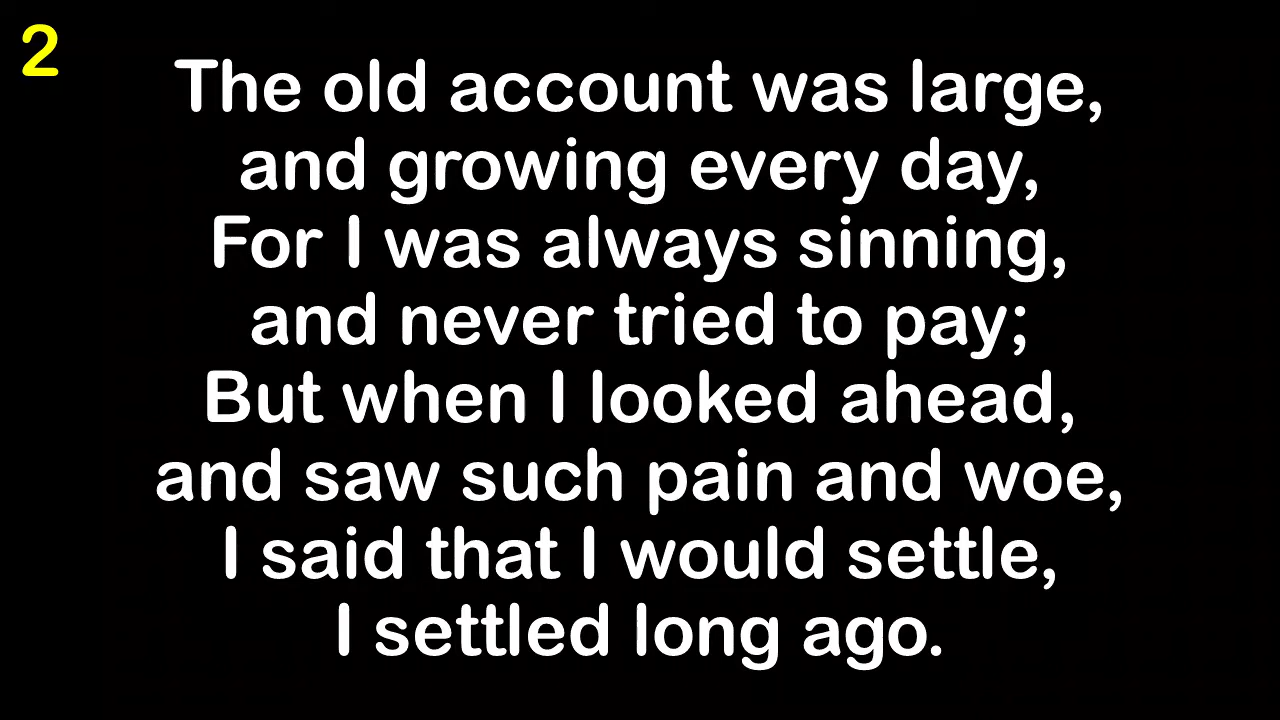 2
The old account was large,
and growing every day,
For I was always sinning,
and never tried to pay;
But when I looked ahead,
and saw such pain and woe,
I said that I would settle,
I settled long ago.